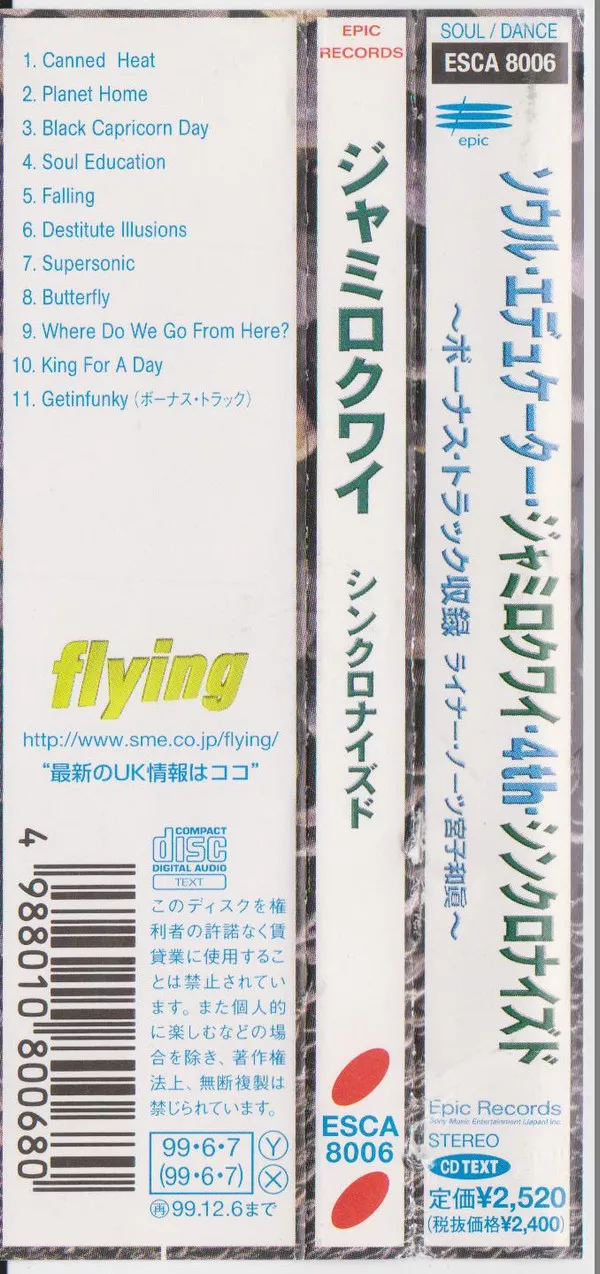 1. Canned Heat
2. Planet Home
3. Black Capricorn Day
4. Soul Education
5. Falling
6. Destitute Illusions
7. Supersonic
8. Butterfly
9. Where Do We Go From Here?
10. King For A Day
11. Getinfunky (ボーナス・トラック)
flying
http://www.sme.co.jp/flying/
“最新のUK情報はココ”
4 988010 800680
COMPACT
disc
DIGITAL AUDIO
TEXT
このディスクを権
利者の許諾なく賃
貸業に使用するこ
とは禁止されてい
ます。また個人的
に楽しむなどの場
合を除き、著作権
法上、無断複製は
禁じられています。
99・6・7 Ⓨ
(99・6・7) Ⓧ
㊢99.12.6まで
EPIC
RECORDS
ジャミロクワイ
シンクロナイズド
ESCA
8006
SOUL / DANCE
ESCA 8006
epic
ソウル・エデュケーター・ジャミロクワイ・4th・シンクロナイズド
〜ボーナス・トラック収録 ライナー・ノーツ宮子和眞〜
Epic Records
Sony Music Entertainment (Japan) Inc.
STEREO
CD TEXT
定価¥2,520
(税抜価格¥2,400)